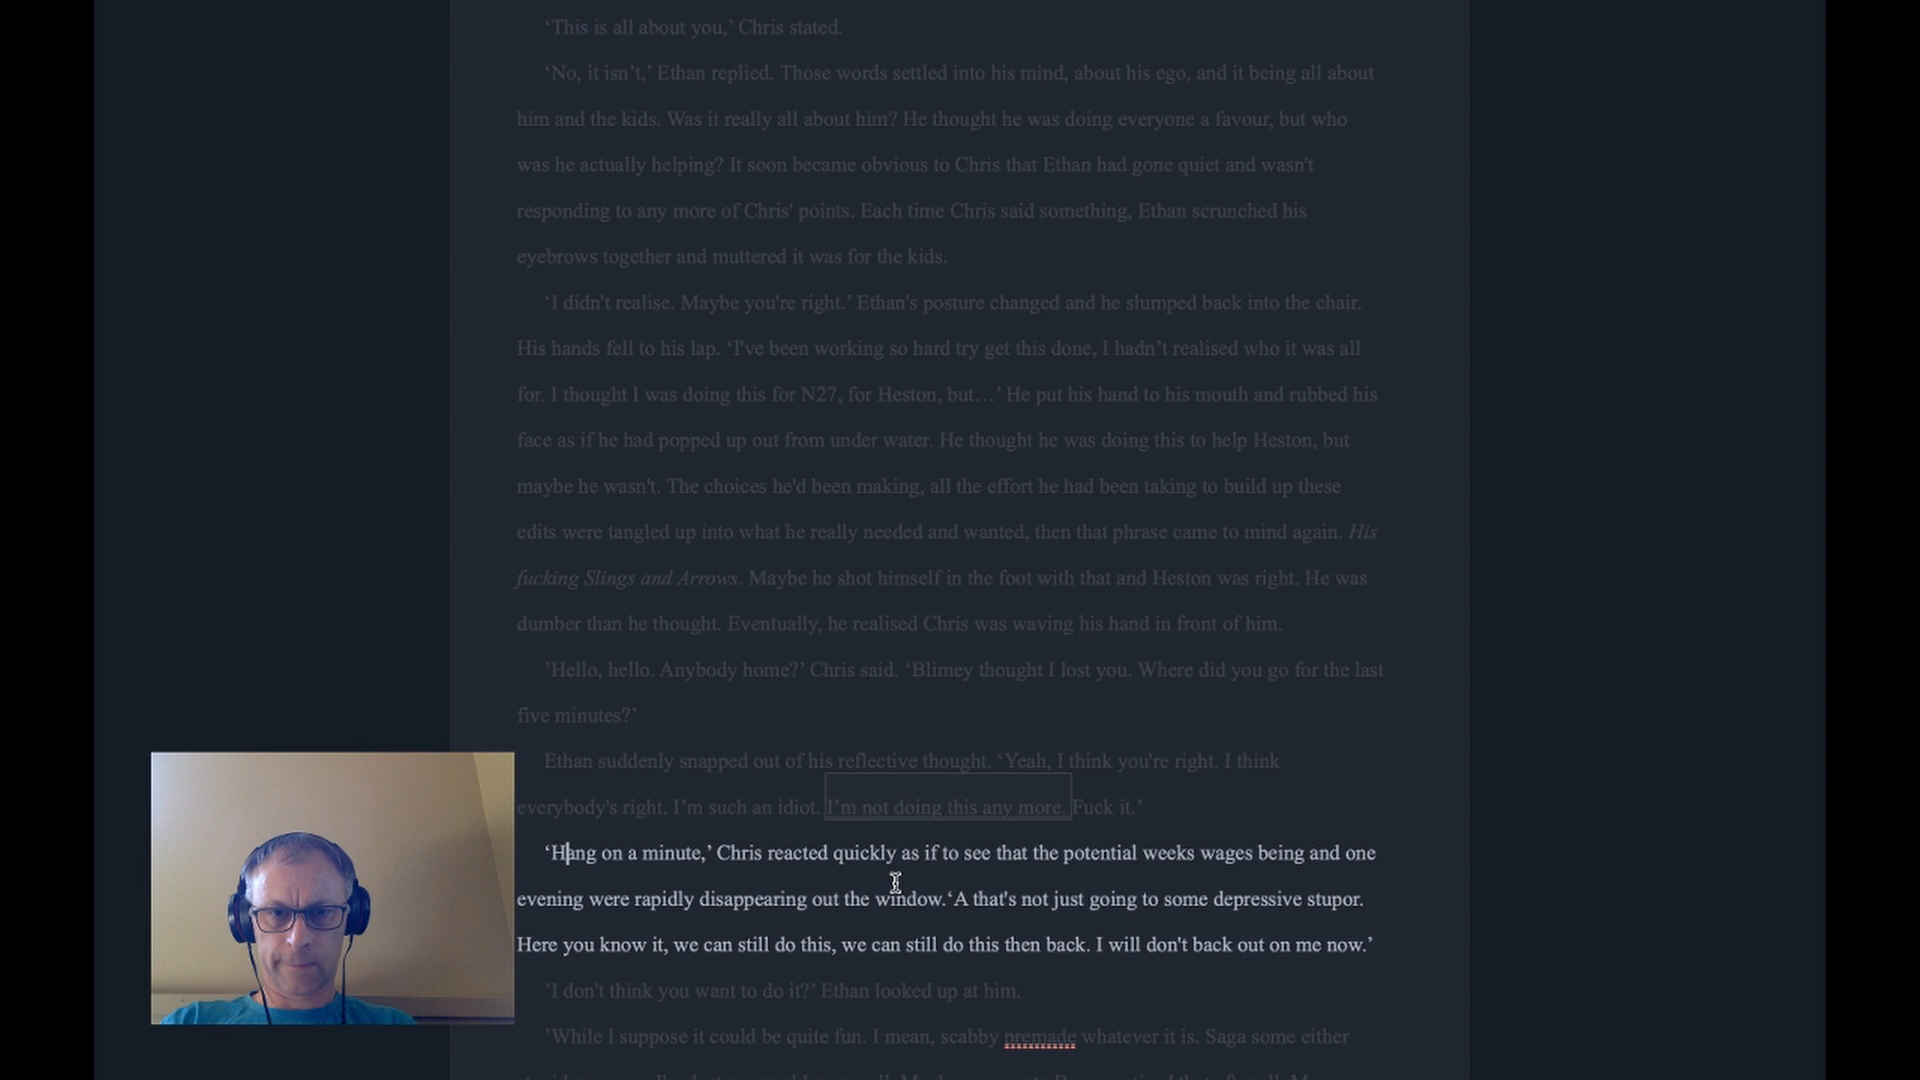 ‘This is all about you,’ Chris stated.
‘No, it isn’t,’ Ethan replied. Those words settled into his mind, about his ego, and it being all about
him and the kids. Was it really all about him? He thought he was doing everyone a favour, but who
was he actually helping? It soon became obvious to Chris that Ethan had gone quiet and wasn't
responding to any more of Chris' points. Each time Chris said something, Ethan scrunched his
eyebrows together and muttered it was for the kids.
‘I didn't realise. Maybe you're right.’ Ethan's posture changed and he slumped back into the chair.
His hands fell to his lap. ‘I've been working so hard try get this done, I hadn’t realised who it was all
for. I thought I was doing this for N27, for Heston, but…’ He put his hand to his mouth and rubbed his
face as if he had popped up out from under water. He thought he was doing this to help Heston, but
maybe he wasn't. The choices he'd been making, all the effort he had been taking to build up these
edits were tangled up into what he really needed and wanted, then that phrase came to mind again. His
fucking Slings and Arrows. Maybe he shot himself in the foot with that and Heston was right. He was
dumber than he thought. Eventually, he realised Chris was waving his hand in front of him.
’Hello, hello. Anybody home?’ Chris said. ‘Blimey thought I lost you. Where did you go for the last
five minutes?’
Ethan suddenly snapped out of his reflective thought. ‘Yeah, I think you're right. I think
everybody's right. I’m such an idiot. I’m not doing this any more. Fuck it.’
‘Hang on a minute,’ Chris reacted quickly as if to see that the potential weeks wages being and one
evening were rapidly disappearing out the window.‘A that's not just going to some depressive stupor.
Here you know it, we can still do this, we can still do this then back. I will don't back out on me now.’
’I don't think you want to do it?’ Ethan looked up at him.
’While I suppose it could be quite fun. I mean, scabby premade whatever it is. Saga some either